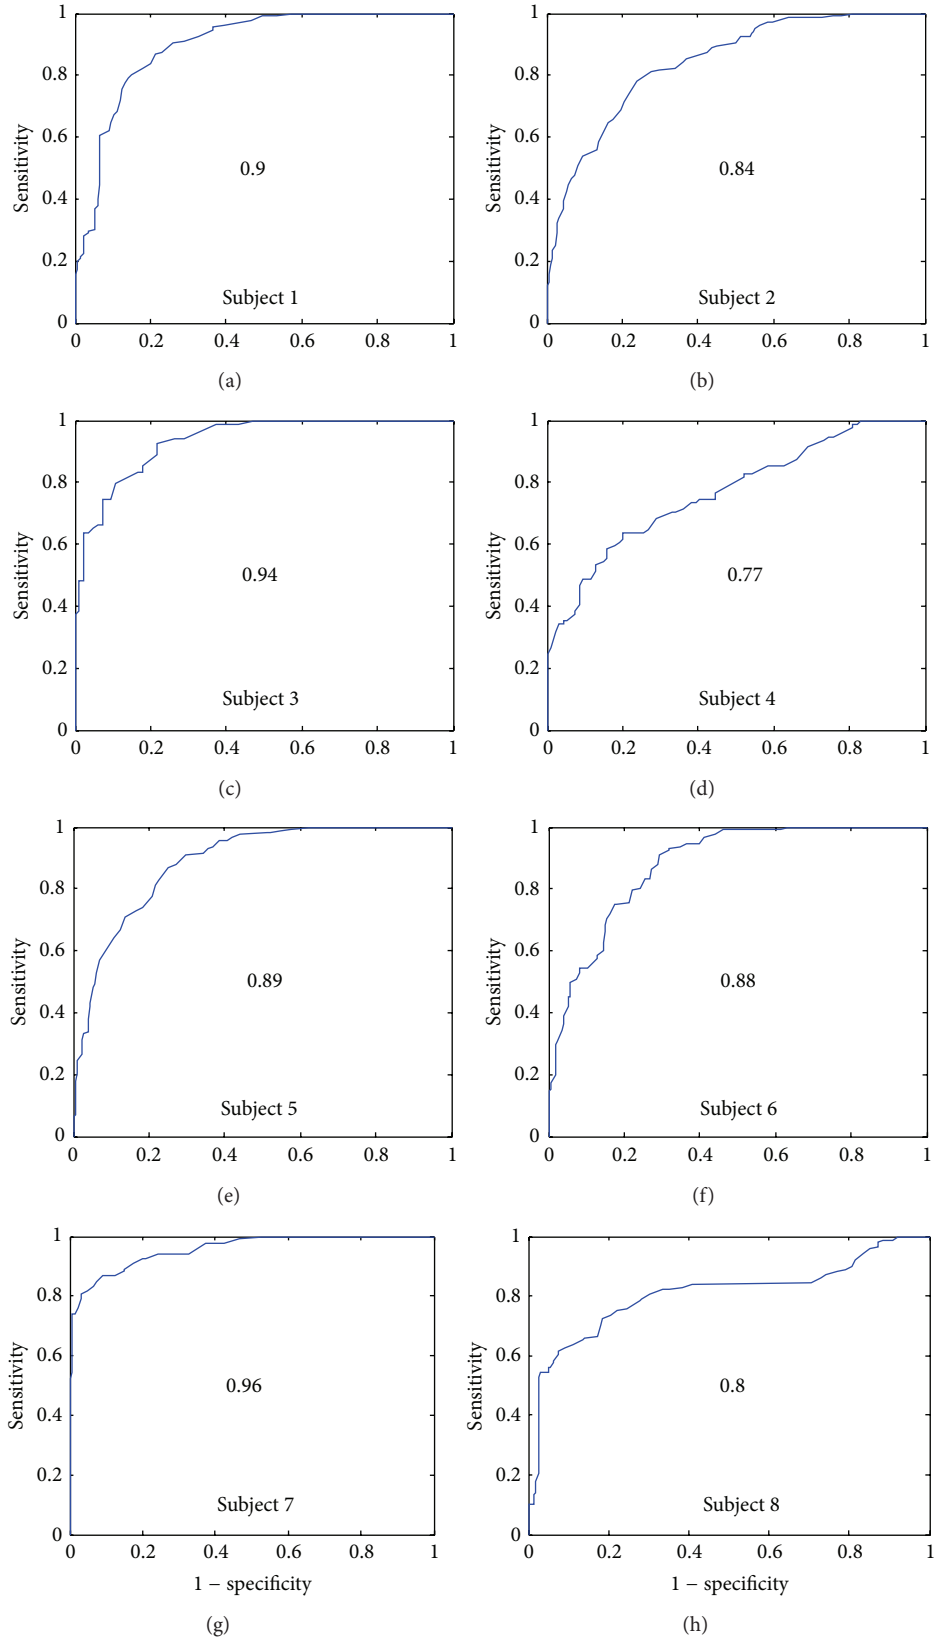 1
0.8
0.6
0.4
0.2
0
Sensitivity
0.9
Subject 1
0 0.2 0.4 0.6 0.8 1
(a)
1
0.8
0.6
0.4
0.2
0
Sensitivity
0.84
Subject 2
0 0.2 0.4 0.6 0.8 1
(b)
1
0.8
0.6
0.4
0.2
0
Sensitivity
0.94
Subject 3
0 0.2 0.4 0.6 0.8 1
(c)
1
0.8
0.6
0.4
0.2
0
Sensitivity
0.77
Subject 4
0 0.2 0.4 0.6 0.8 1
(d)
1
0.8
0.6
0.4
0.2
0
Sensitivity
0.89
Subject 5
0 0.2 0.4 0.6 0.8 1
(e)
1
0.8
0.6
0.4
0.2
0
Sensitivity
0.88
Subject 6
0 0.2 0.4 0.6 0.8 1
(f)
1
0.8
0.6
0.4
0.2
0
Sensitivity
0.96
Subject 7
0 0.2 0.4 0.6 0.8 1
1 − specificity
(g)
1
0.8
0.6
0.4
0.2
0
Sensitivity
0.8
Subject 8
0 0.2 0.4 0.6 0.8 1
1 − specificity
(h)